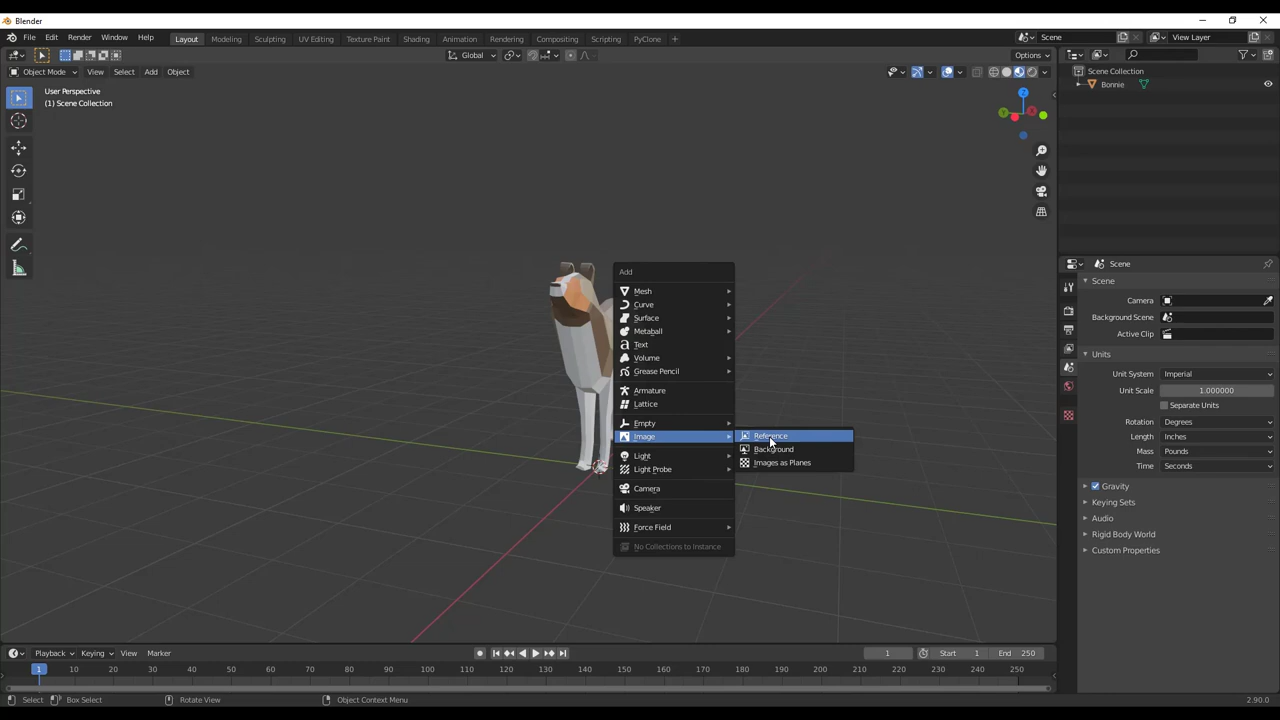 Blender
File Edit Render Window Help
Layout Modeling Sculpting UV Editing Texture Paint Shading Animation Rendering Compositing Scripting PyClone +
Scene
View Layer
Global
Options
Object Mode View Select Add Object
User Perspective
(1) Scene Collection
Z
Y
X
Scene Collection
Bonnie
Add
Mesh
Curve
Surface
Metaball
Text
Volume
Grease Pencil
Armature
Lattice
Empty
Image
Light
Light Probe
Camera
Speaker
Force Field
No Collections to Instance
Reference
Background
Images as Planes
Scene
Scene
Camera
Background Scene
Active Clip
Units
Unit System Imperial
Unit Scale 1.000000
Separate Units
Rotation Degrees
Length Inches
Mass Pounds
Time Seconds
Gravity
Keying Sets
Audio
Rigid Body World
Custom Properties
Playback Keying View Marker
1 Start 1 End 250
1 10 20 30 40 50 60 70 80 90 100 110 120 130 140 150 160 170 180 190 200 210 220 230 240 250
Select Box Select Rotate View Object Context Menu 2.90.0